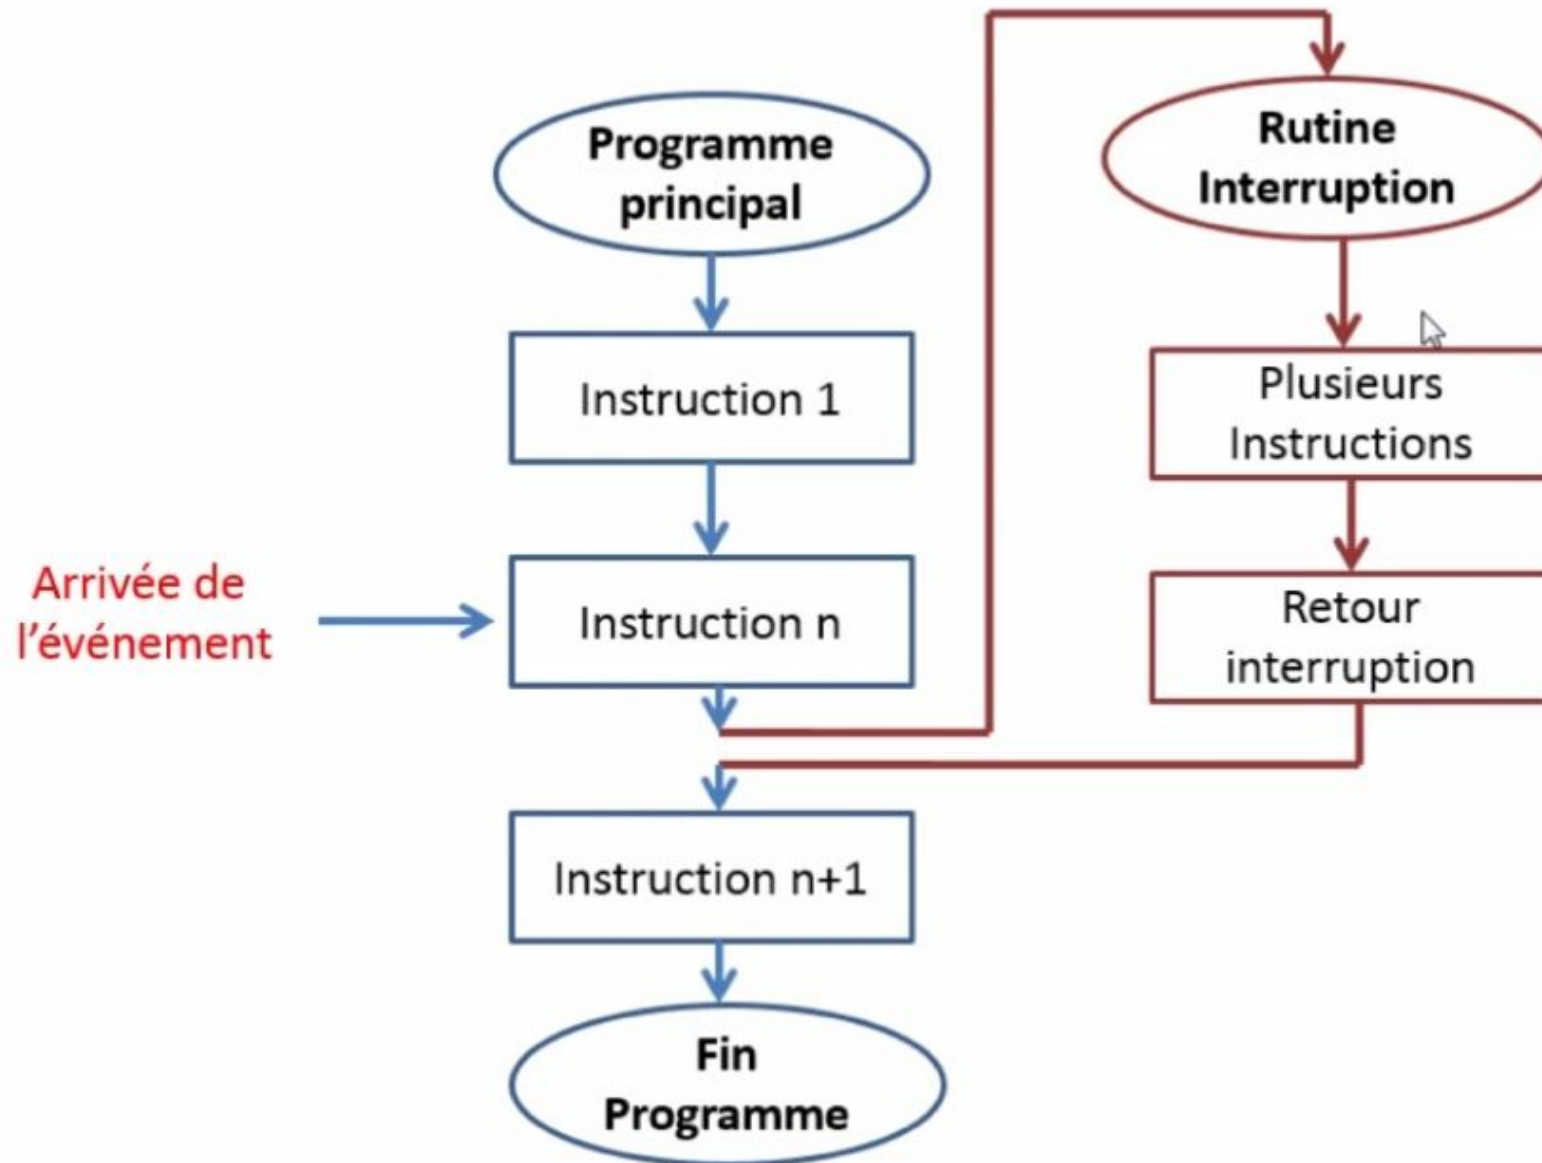 Programme
principal
Instruction 1
Arrivée de
l'événement
Instruction n
Instruction n+1
Fin
Programme
Rutine
Interruption
Plusieurs
Instructions
Retour
interruption